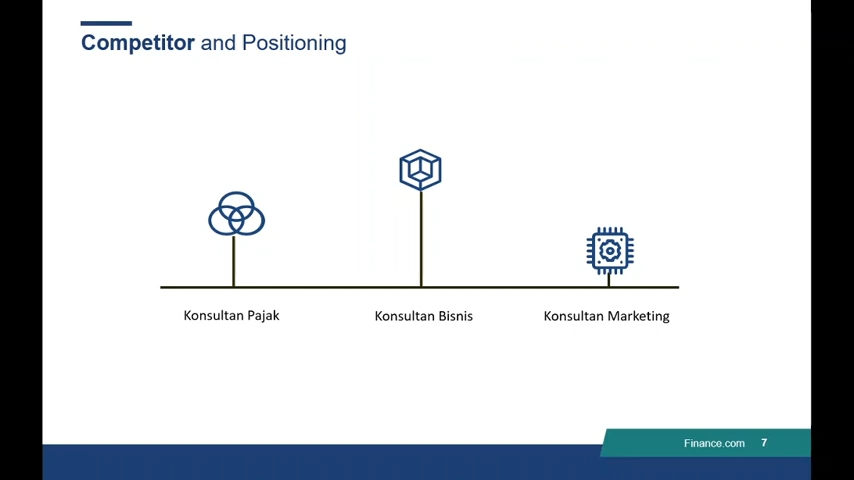 Competitor and Positioning
Konsultan Pajak
Konsultan Bisnis
Konsultan Marketing
Finance.com 7